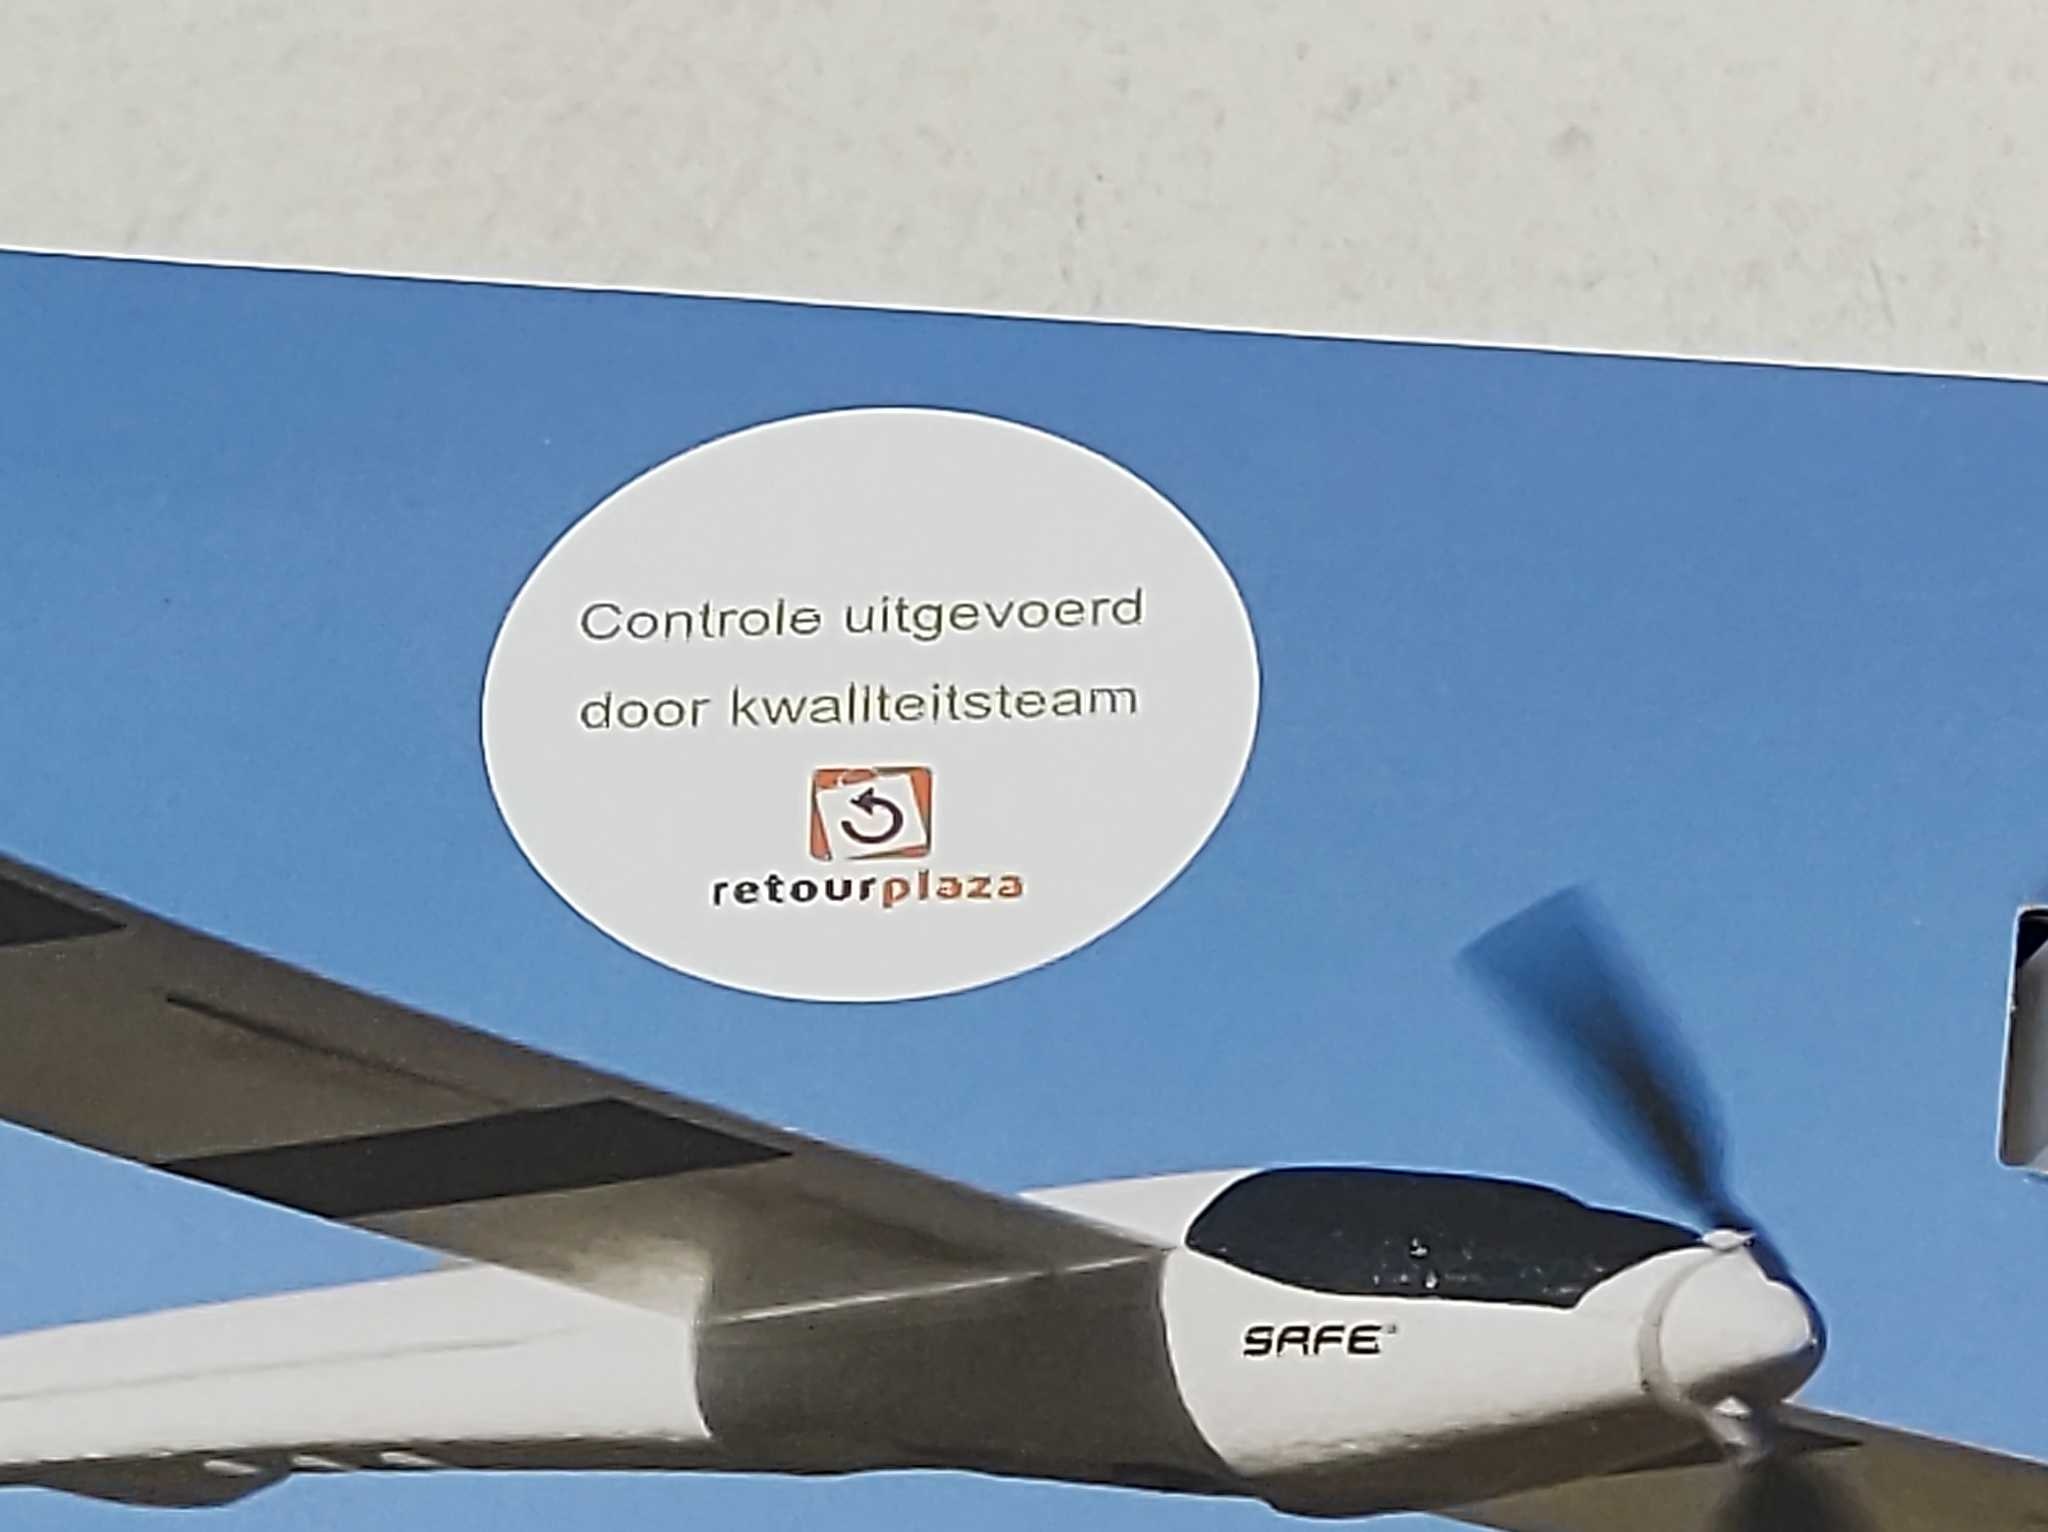 Controle uitgevoerd
door kwaliteitsteam
retourplaza
SAFE